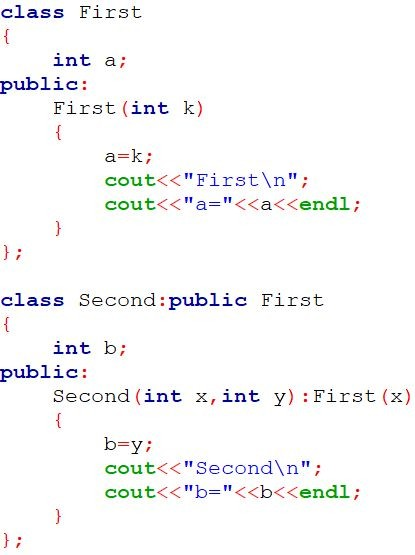 class First
{
    int a;
public:
    First(int k)
    {
        a=k;
        cout<<"First\n";
        cout<<"a="<<a<<endl;
    }
};

class Second:public First
{
    int b;
public:
    Second(int x,int y):First(x)
    {
        b=y;
        cout<<"Second\n";
        cout<<"b="<<b<<endl;
    }
};